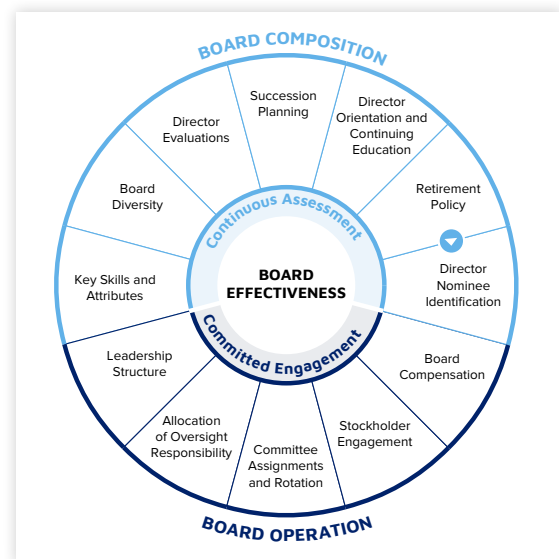 BOARD COMPOSITION
Succession
Planning
Director
Orientation and
Continuing
Education
Director
Evaluations
Retirement
Policy
Board
Diversity
Continuous Assessment
Key Skills and
Attributes
BOARD
EFFECTIVENESS
Director
Nominee
Identification
Committed Engagement
Leadership
Structure
Board
Compensation
Allocation
of Oversight
Responsibility
Stockholder
Engagement
Committee
Assignments
and Rotation
BOARD OPERATION